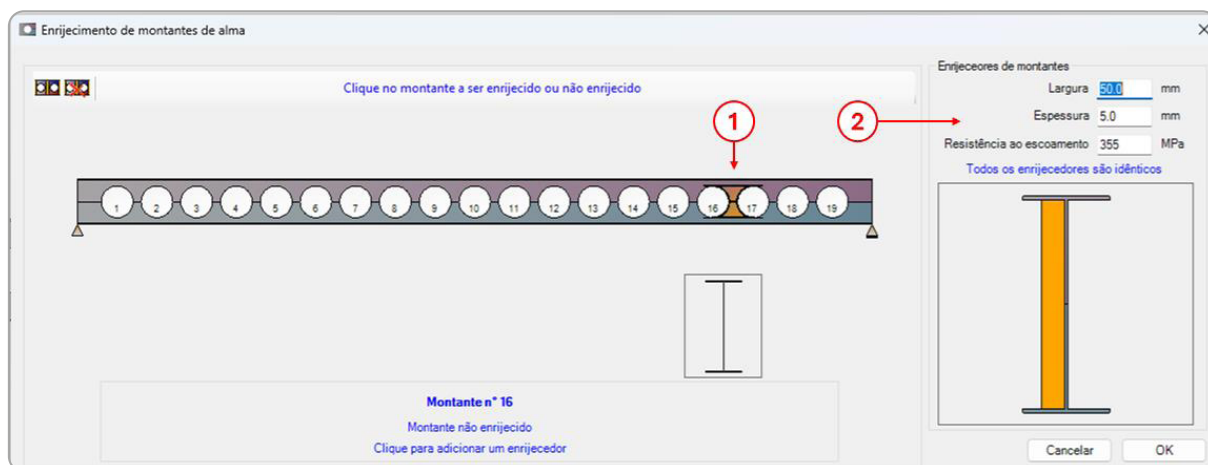 Enrijecimento de montantes de alma
Clique no montante a ser enrijecido ou não enrijecido
1
1 2 3 4 5 6 7 8 9 10 11 12 13 14 15 16 17 18 19
Montante n° 16
Montante não enrijecido
Clique para adicionar um enrijecedor
Enrijeceores de montantes
2
Largura 50.0 mm
Espessura 5.0 mm
Resistência ao escoamento 355 MPa
Todos os enrijecedores são idênticos
Cancelar OK